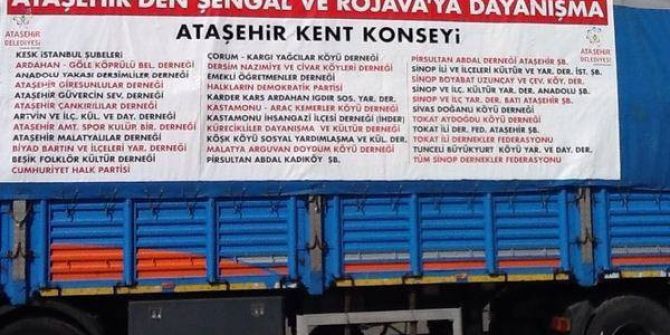 ATAŞEHİR'DEN ŞENGAL VE ROJAVA'YA DAYANIŞMA
ATAŞEHİR KENT KONSEYİ
ATAŞEHİR
BELEDİYESİ
KESK İSTANBUL ŞUBELERİ
ARDAHAN - GÖLE KÖPRÜLÜ BEL. DERNEĞİ
ANADOLU YAKASI DERSİMLİLER DERNEĞİ
ATAŞEHİR GİRESUNLULAR DERNEĞİ
ATAŞEHİR GÜVERCİN SEV. DERNEĞİ
ATAŞEHİR ÇANKIRILILAR DERNEĞİ
ARTVİN VE İLÇ. KÜL. VE DAY. DERNEĞİ
ATAŞEHİR AMT. SPOR KULÜP. BİR. DERNEĞİ
ATAŞEHİR MALATYALILAR DERNEĞİ
BİYAD BARTIN VE İLÇELERİ YAR. DERNEĞİ
BEŞİK FOLKLÖR KÜLTÜR DERNEĞİ
CUMHURİYET HALK PARTİSİ
ÇORUM - KARGI YAĞCILAR KÖYÜ DERNEĞİ
DERSİM NAZIMİYE VE CİVAR KÖYLERİ DERNEĞİ
EMEKLİ ÖĞRETMENLER DERNEĞİ
HALKLARIN DEMOKRATİK PARTİSİ
KARDER KARS ARDAHAN IGDIR SOS. YAR. DER.
KASTAMONU - ARAÇ KEMERLER KÖYÜ DERNEĞİ
KASTAMONU İHSANGAZİ İLÇESİ DERNEĞİ (İHDER)
KÜRECİKLİLER DAYANIŞMA VE KÜLTÜR DERNEĞİ
KÖŞK KÖYÜ SOSYAL YARDIMLAŞMA VE KÜL. DER.
MALATYA ARGUVAN DOYDUM KÖYÜ DERNEĞİ
PİRSULTAN ABDAL KADIKÖY ŞB.
PİRSULTAN ABDAL DERNEĞİ ATAŞEHİR ŞB.
SİNOP İLİ VE İLÇELERİ KÜLTÜR VE YAR. DER. İST. ŞB.
SİNOP BOYABAT UZUNÇAY VE ÇEV. KÖY. DER.
SİNOP VE İLÇ. YAR DER. ANADOLU ŞB.
SİNOP VE İLÇ YAR. DER. BATI ATAŞEHİR ŞB.
SİVAS DOĞANLI KÖYÜ DERNEĞİ
TOKAT AYDOĞDU KÖYÜ DERNEĞİ
TOKAT İLİ DER. FED. ATAŞEHİR ŞB.
TOKAT İLİ DERNEKLER FEDERASYONU
TUNCELİ BÜYÜKYURT KÖYÜ YAR. VE DAY. DER.
TÜM SİNOP DERNEKLER FEDERASYONU
ATAŞEHİR
BELEDİYESİ